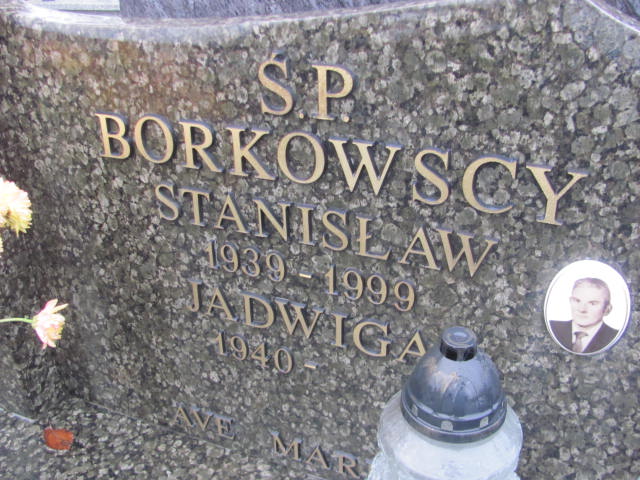 Ś.P
BORKOWSCY
STANISŁAW
1939 - 1999
JADWIGA
1940 -
AVE MAR